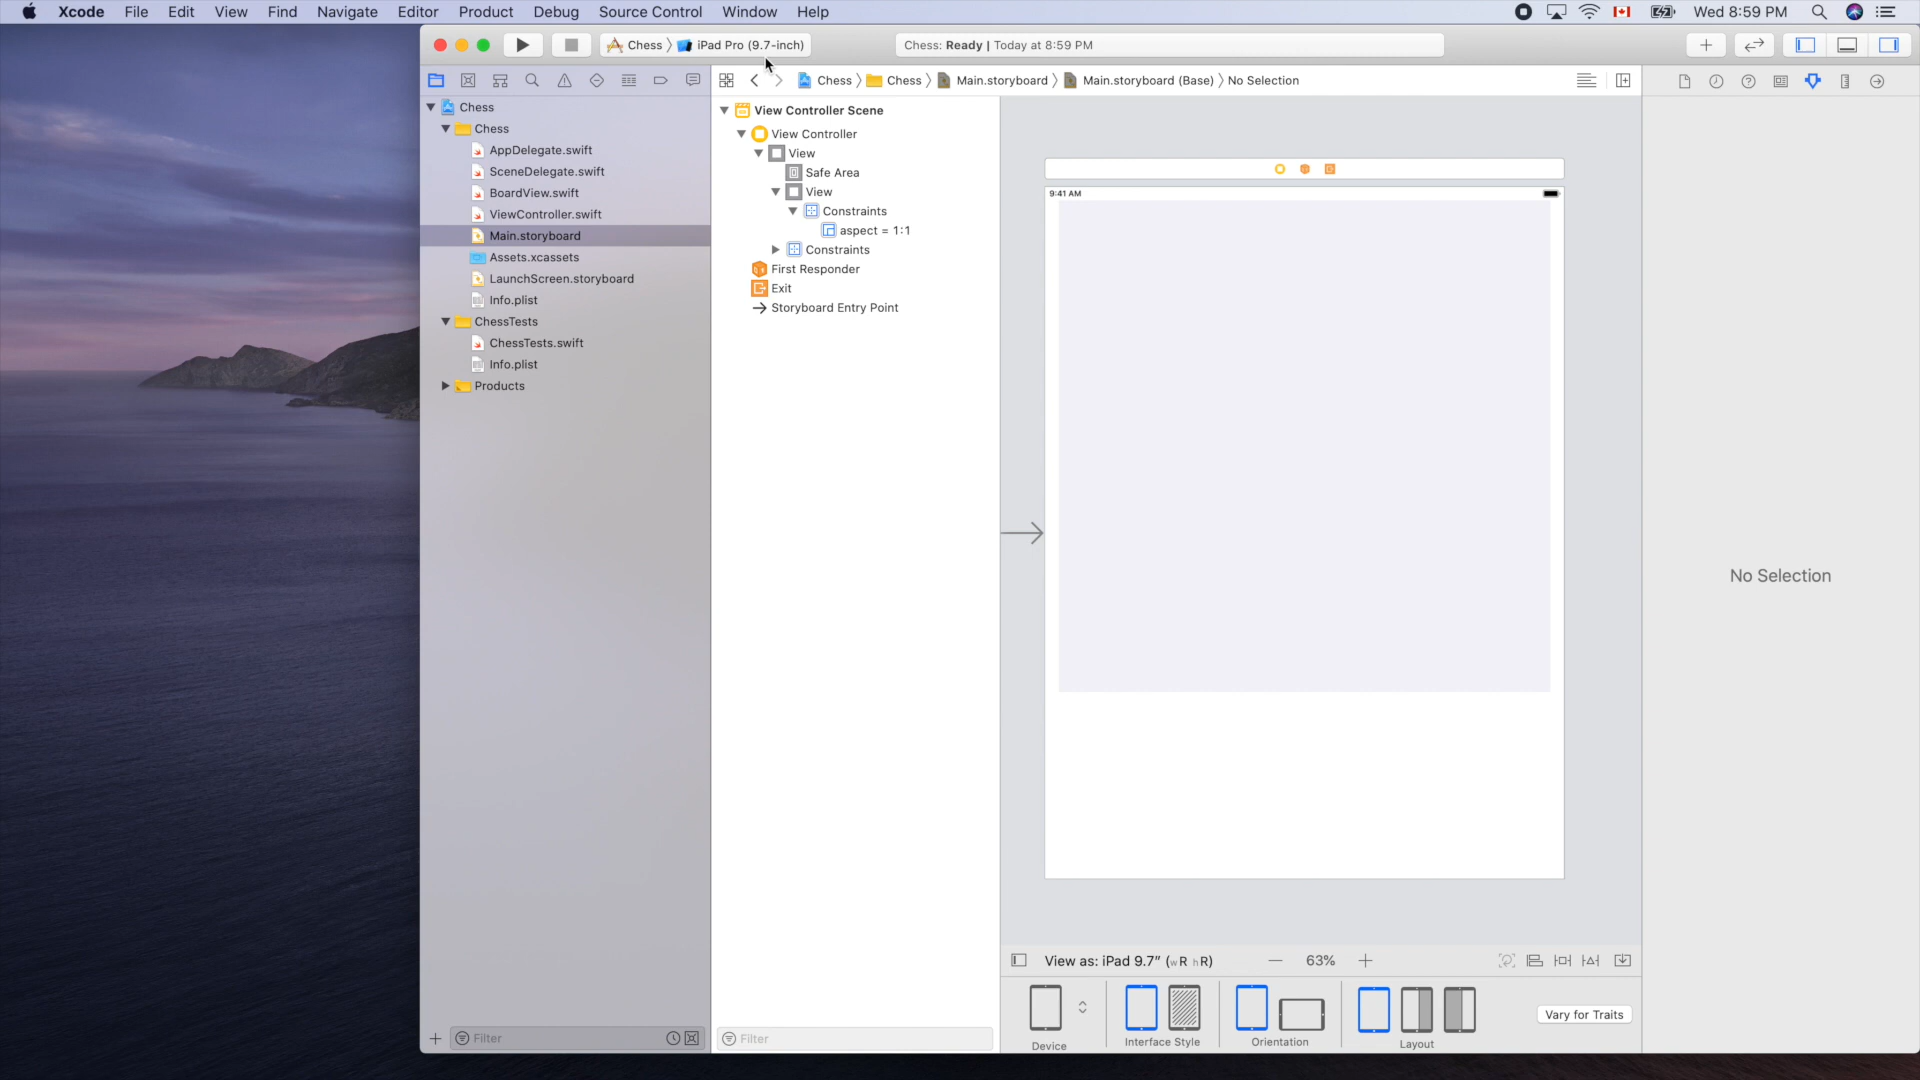 Xcode File Edit View Find Navigate Editor Product Debug Source Control Window Help Wed 8:59 PM
Chess iPad Pro (9.7-inch) Chess: Ready | Today at 8:59 PM
Chess Chess Main.storyboard Main.storyboard (Base) No Selection
Chess
Chess
AppDelegate.swift
SceneDelegate.swift
BoardView.swift
ViewController.swift
Main.storyboard
Assets.xcassets
LaunchScreen.storyboard
Info.plist
ChessTests
ChessTests.swift
Info.plist
Products
Filter
View Controller Scene
View Controller
View
Safe Area
View
Constraints
aspect = 1:1
Constraints
First Responder
Exit
Storyboard Entry Point
Filter
9:41 AM
View as: iPad 9.7” (wR hR) 63%
Device
Interface Style
Orientation
Layout
Vary for Traits
No Selection